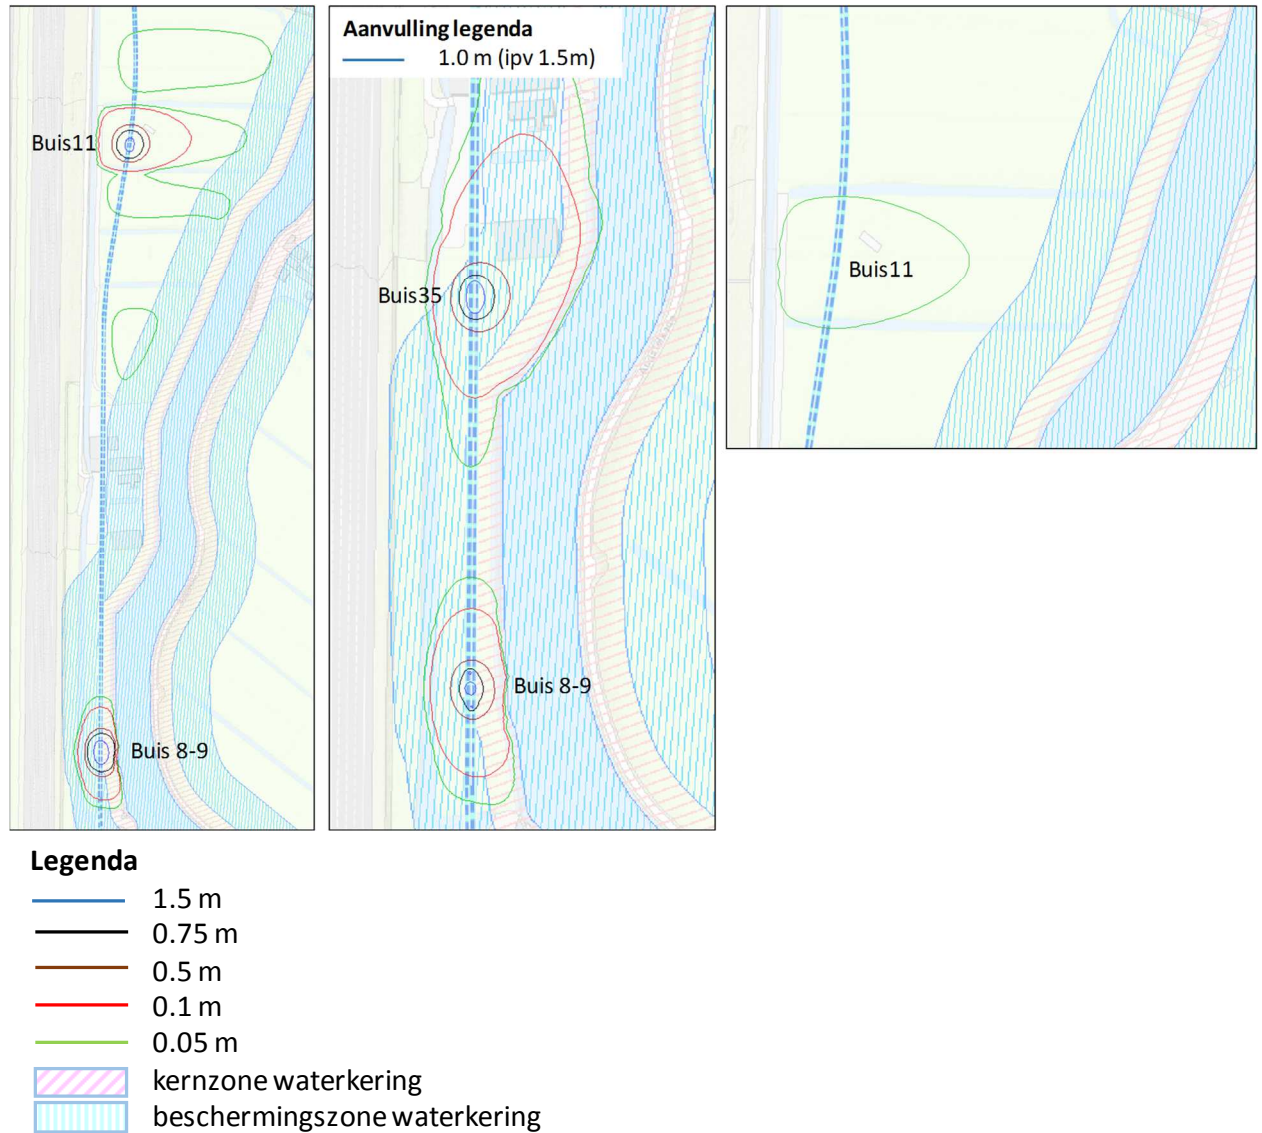 Buis11
Buis 8-9
Aanvulling legenda
1.0 m (ipv 1.5m)
Buis35
Buis 8-9
Buis11
Legenda
1.5 m
0.75 m
0.5 m
0.1 m
0.05 m
kernzone waterkering
beschermingszone waterkering